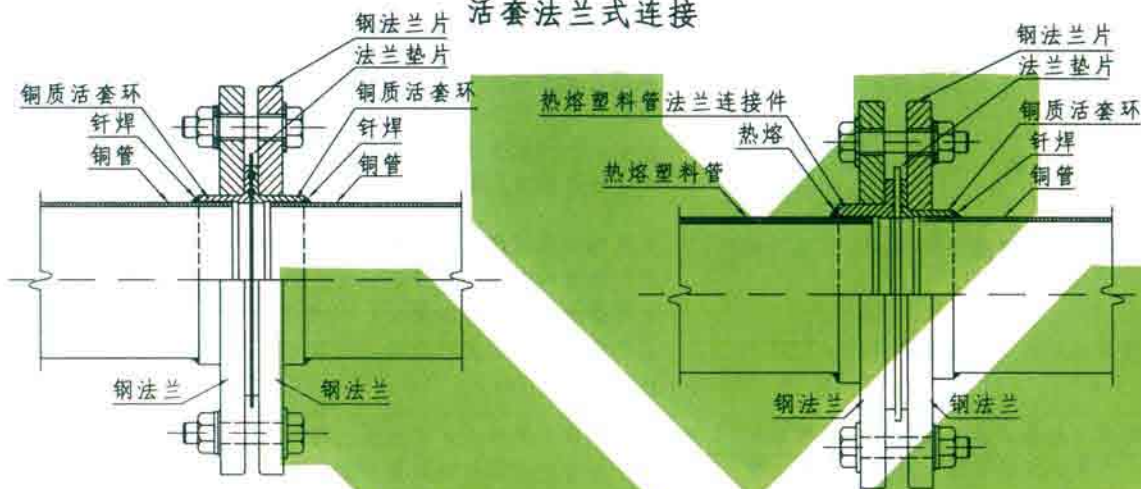 活套法兰式连接
钢法兰片
法兰垫片
铜质活套环
铜质活套环
钎焊
钎焊
铜管
铜管
钢法兰
钢法兰
钢法兰片
法兰垫片
热熔塑料管法兰连接件
铜质活套环
热熔
钎焊
热熔塑料管
铜管
钢法兰
钢法兰